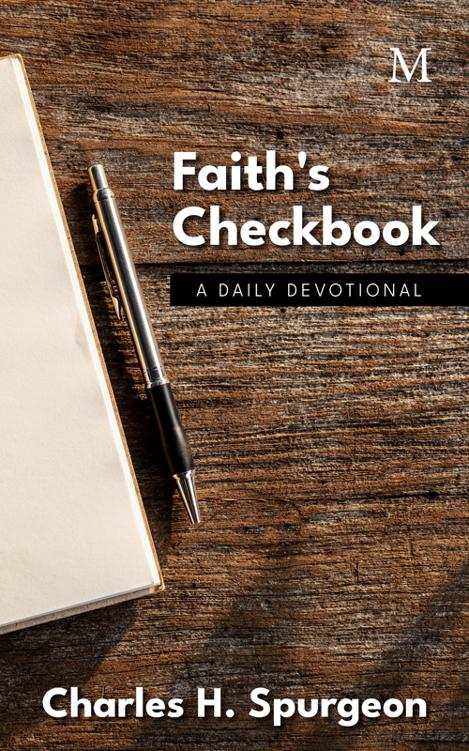 M
Faith's
Checkbook
A DAILY DEVOTIONAL
Charles H. Spurgeon